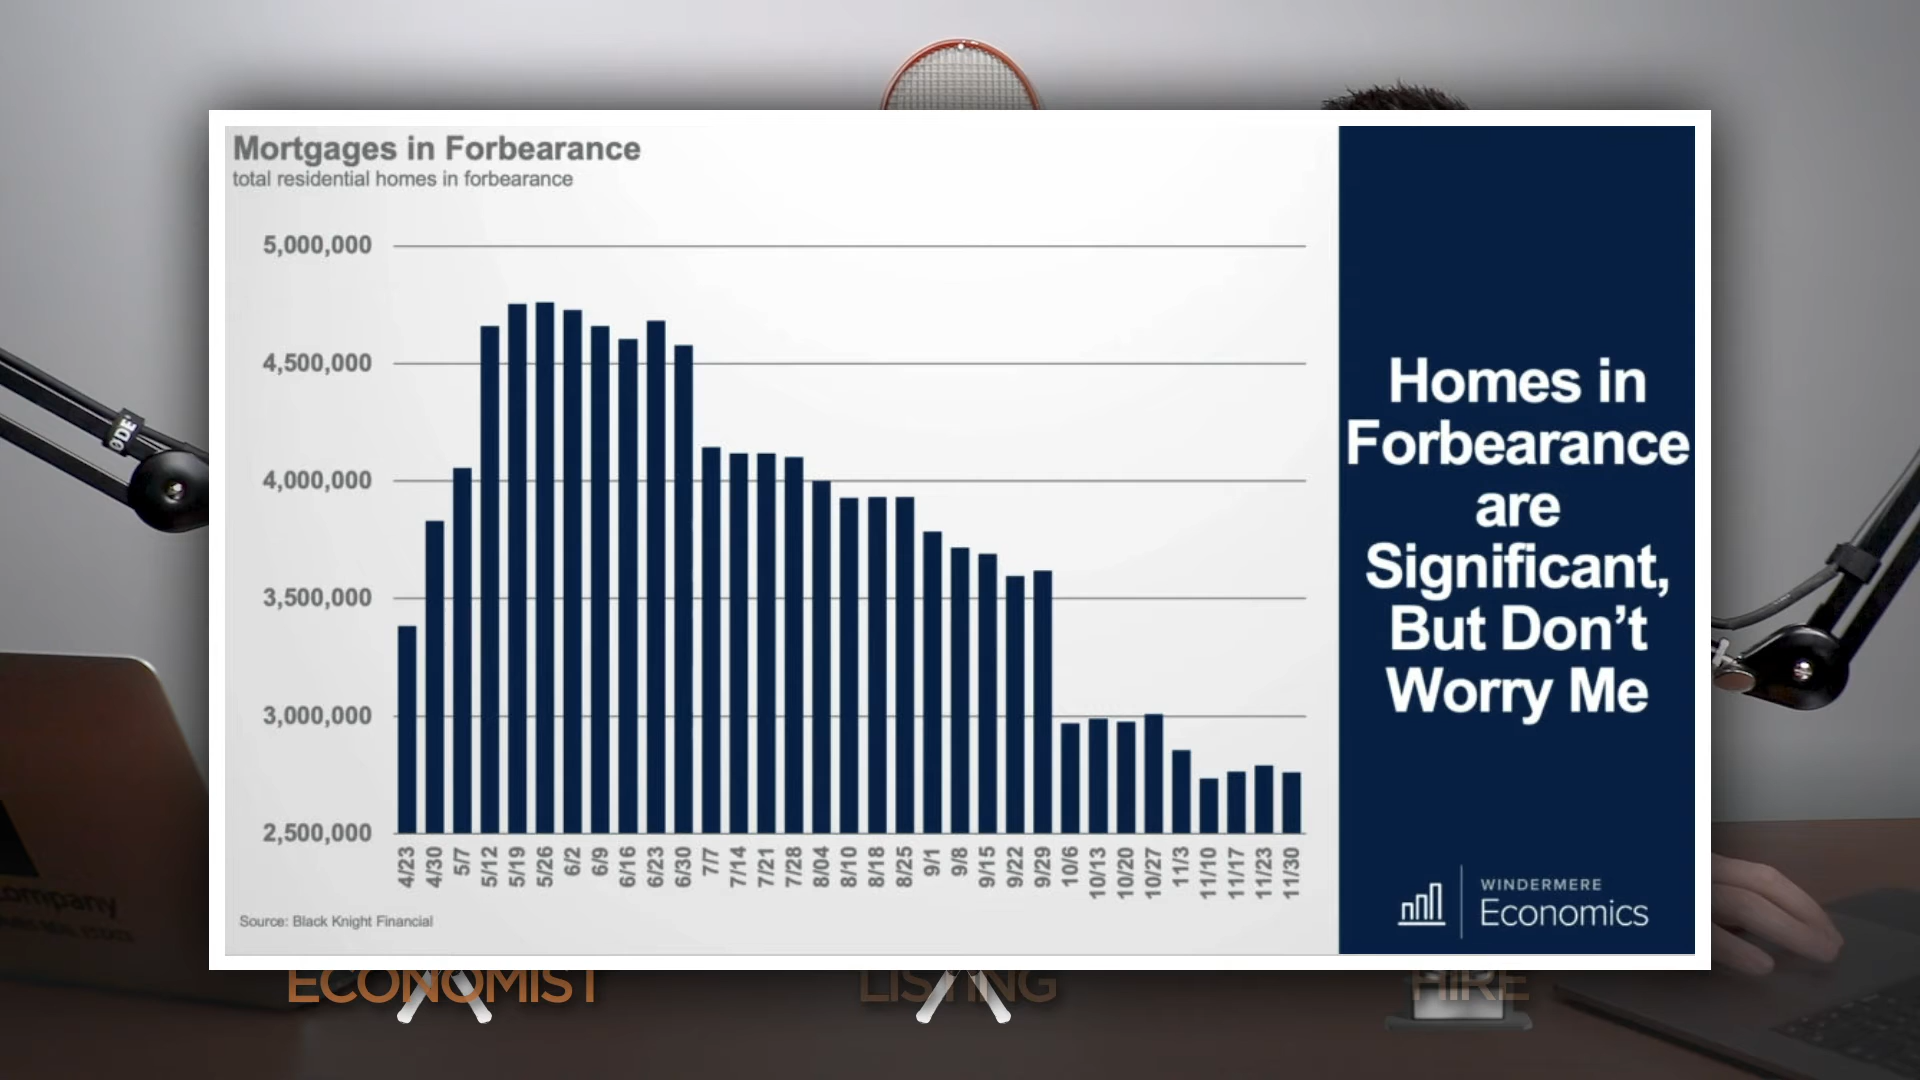 Mortgages in Forbearance
total residential homes in forbearance
5,000,000
4,500,000
4,000,000
3,500,000
3,000,000
2,500,000
4/23 4/30 5/7 5/12 5/19 5/26 6/2 6/9 6/16 6/23 6/30 7/7 7/14 7/21 7/28 8/04 8/10 8/18 8/25 9/1 9/8 9/15 9/22 9/29 10/6 10/13 10/20 10/27 11/3 11/10 11/17 11/23 11/30
Source: Black Knight Financial
Homes in
Forbearance
are
Significant,
But Don't
Worry Me
WINDERMERE
Economics
ECONOMIST
LISTING
HIRE